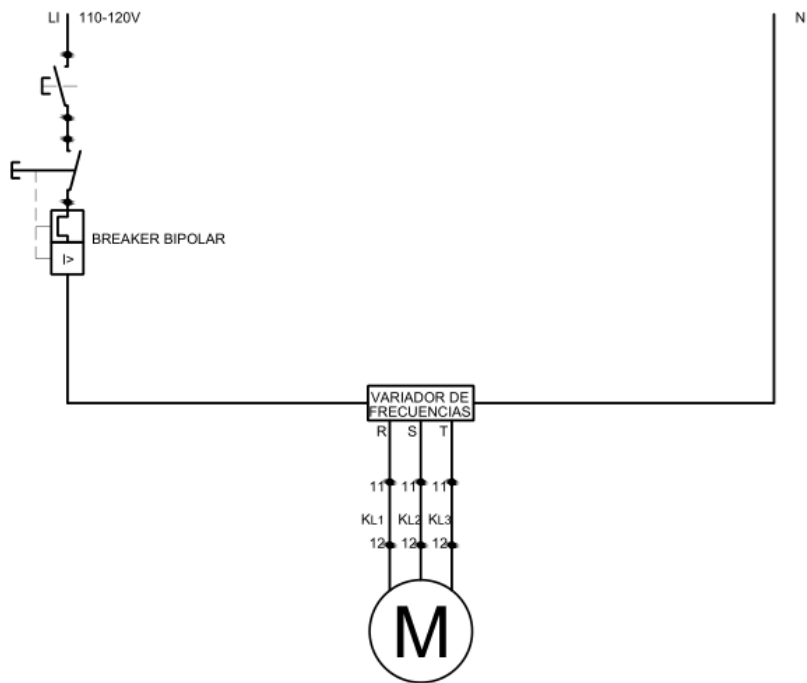 LI 110-120V N
BREAKER BIPOLAR
I>
VARIADOR DE
FRECUENCIAS
R S T
11 11 11
KL1 KL2 KL3
12 12 12
M